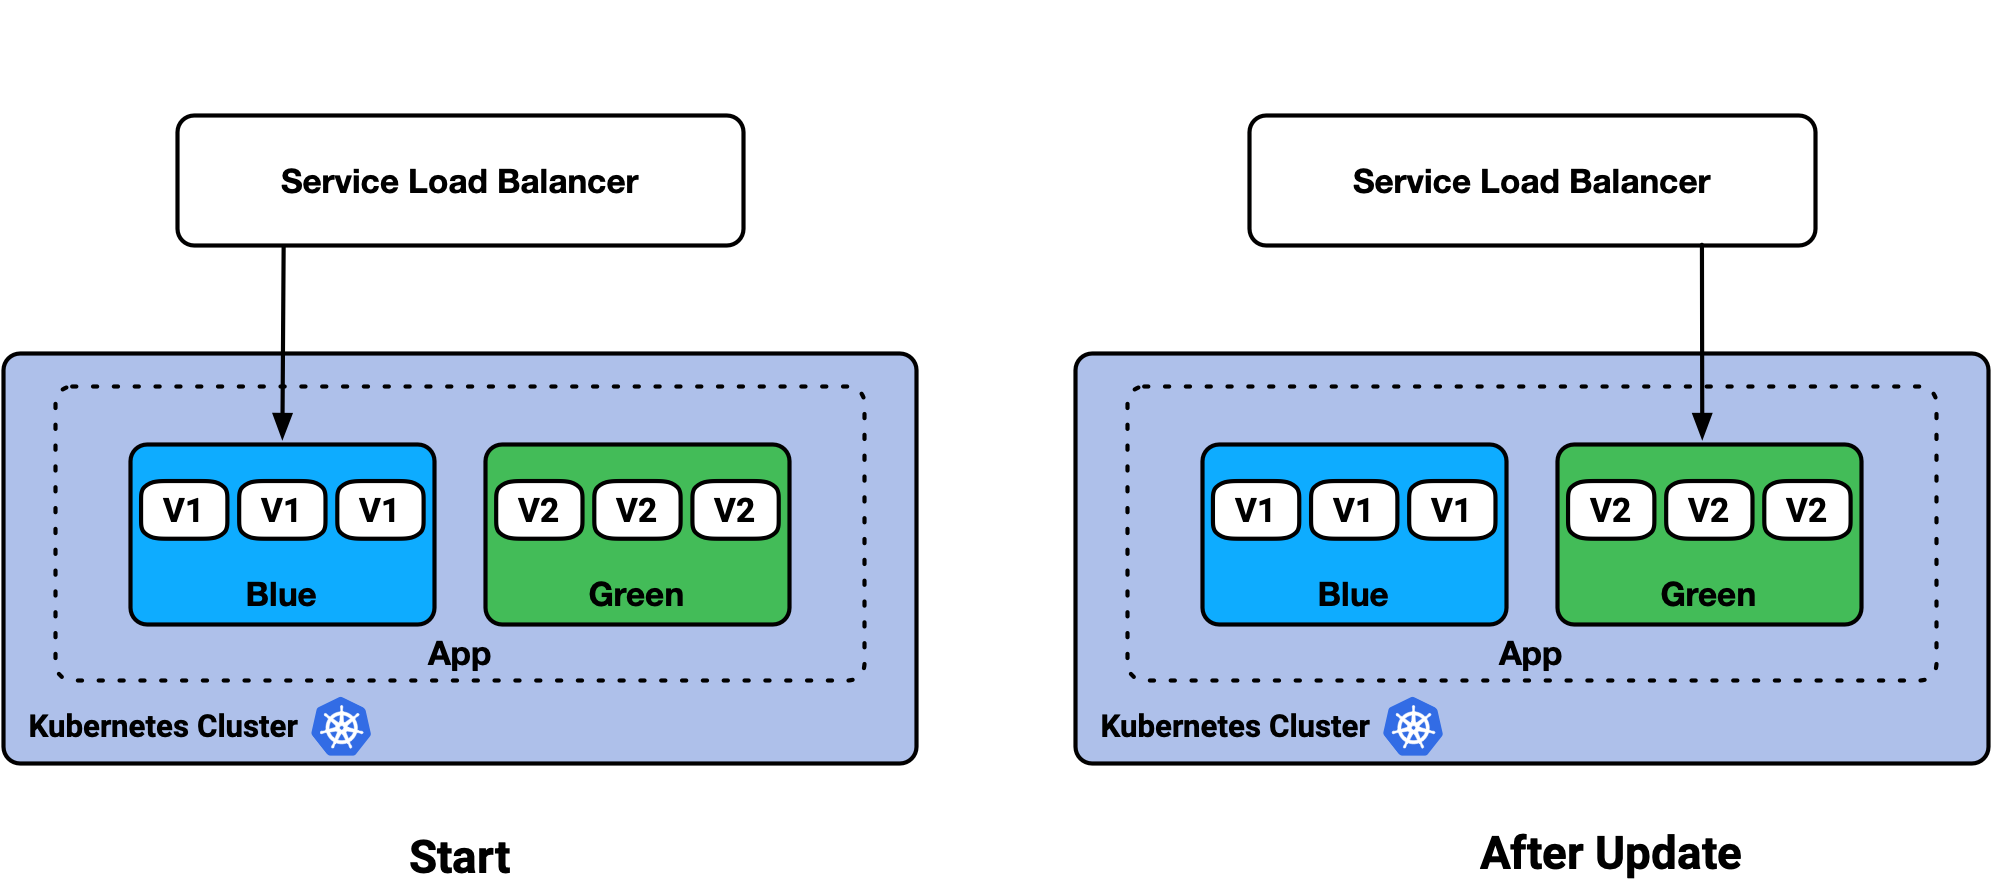 Service Load Balancer
V1 V1 V1
Blue
V2 V2 V2
Green
App
Kubernetes Cluster
Start
Service Load Balancer
V1 V1 V1
Blue
V2 V2 V2
Green
App
Kubernetes Cluster
After Update